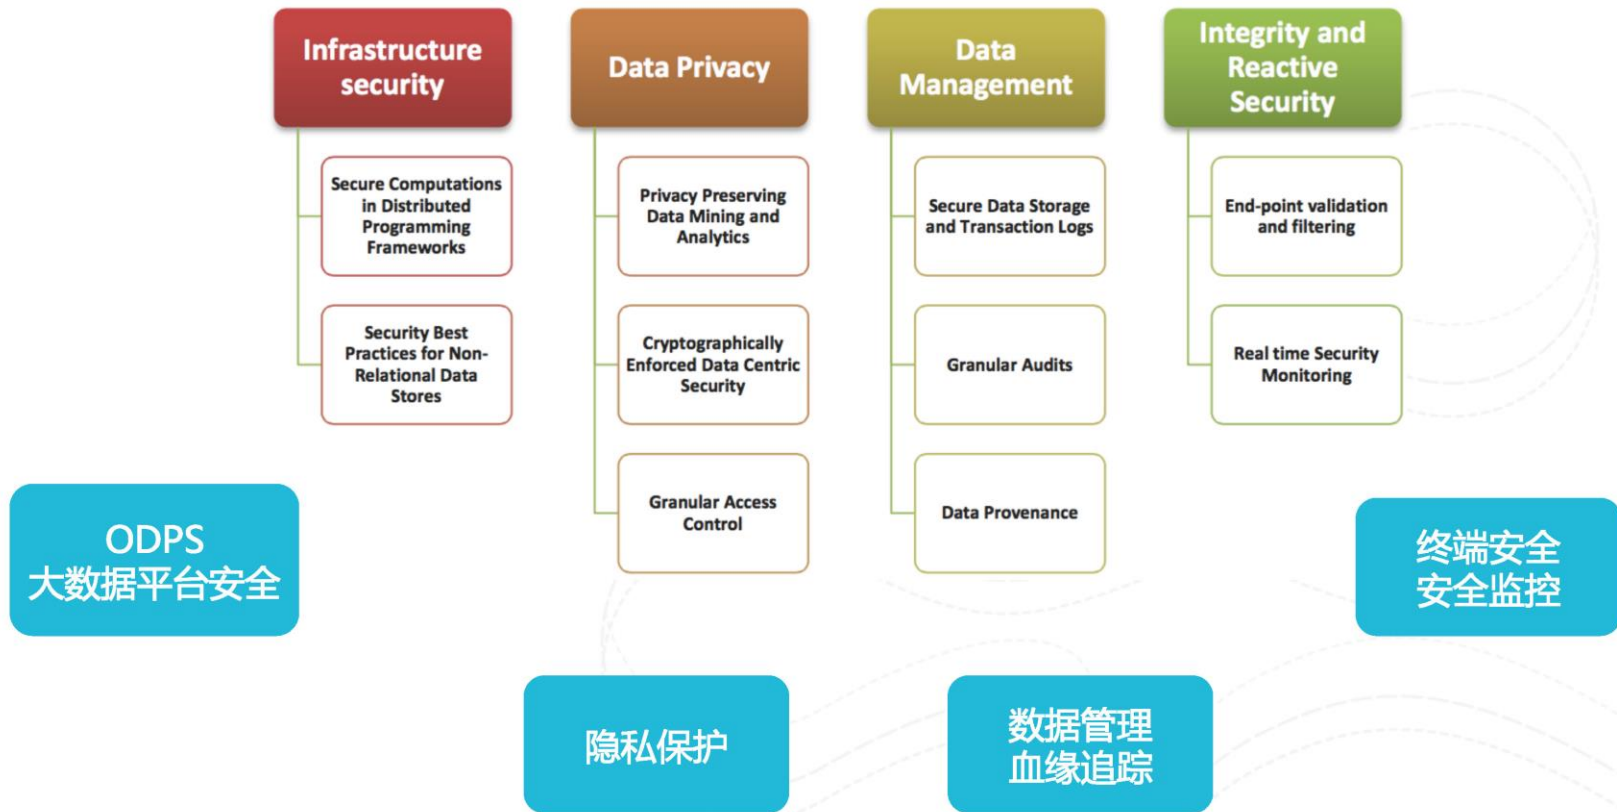 Infrastructure
security
Secure Computations
in Distributed
Programming
Frameworks
Security Best
Practices for Non-
Relational Data
Stores
Data Privacy
Privacy Preserving
Data Mining and
Analytics
Cryptographically
Enforced Data Centric
Security
Granular Access
Control
Data
Management
Secure Data Storage
and Transaction Logs
Granular Audits
Data Provenance
Integrity and
Reactive
Security
End-point validation
and filtering
Real time Security
Monitoring
ODPS
大数据平台安全
隐私保护
数据管理
血缘追踪
终端安全
安全监控